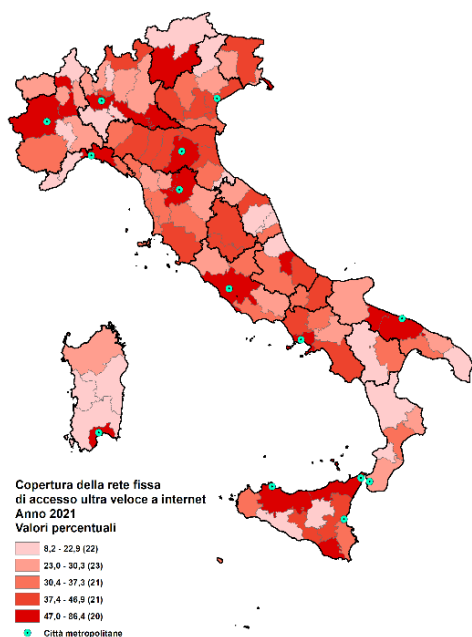 Copertura della rete fissa
di accesso ultra veloce a internet
Anno 2021
Valori percentuali
8,2 - 22,9 (22)
23,0 - 30,3 (23)
30,4 - 37,3 (21)
37,4 - 46,9 (21)
47,0 - 86,4 (20)
Città metropolitane